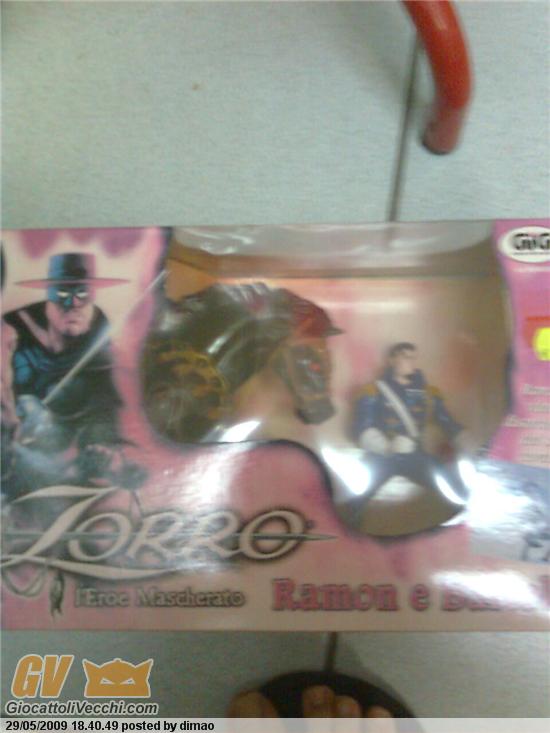 GiG
ZORRO
l'Eroe Mascherato
Ramon e
GV
GiocattoliVecchi.com
29/05/2009 18.40.49 posted by dimao